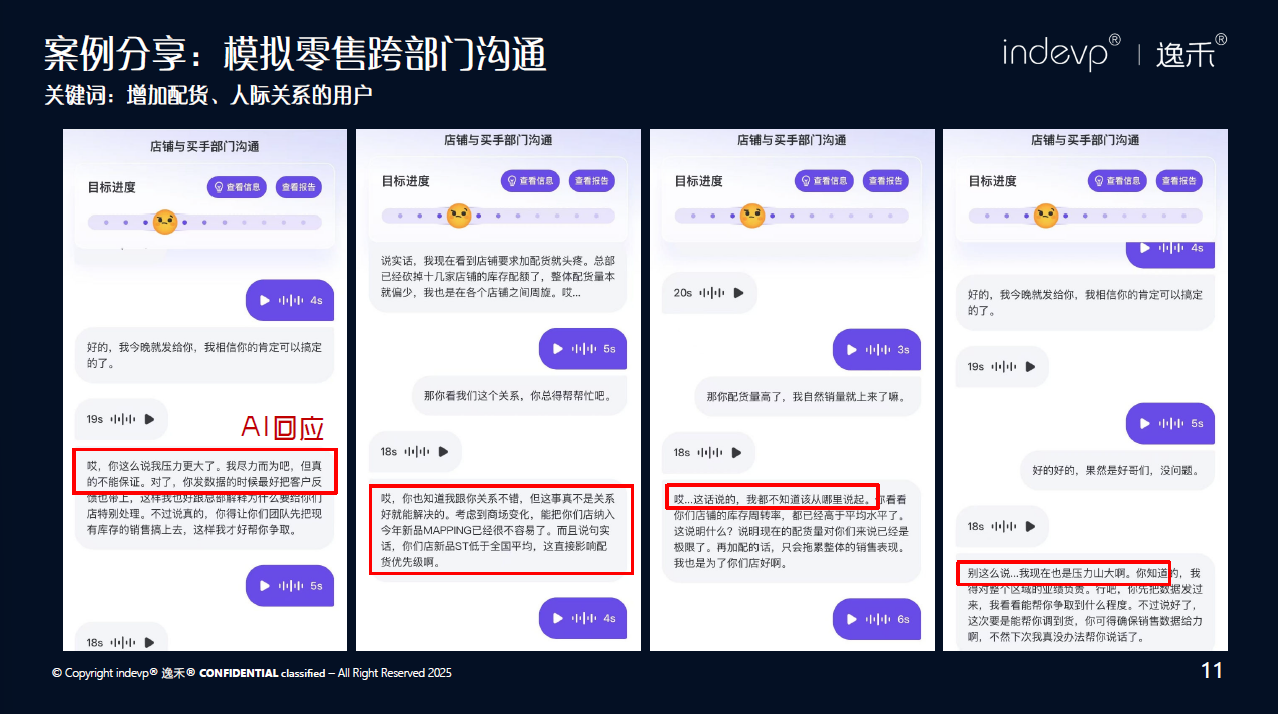 案例分享：模拟零售跨部门沟通
关键词：增加配货、人际关系的用户
indevp® | 逸禾®
店铺与买手部门沟通
目标进度
查看信息
查看报告
4s
好的，我今晚就发给你，我相信你的肯定可以搞定
的了。
19s
AI回应
哎，你这么说我压力更大了。我尽力而为吧，但真
的不能保证。对了，你发数据的时候最好把客户反
馈也带上，这样我也好跟总部解释为什么要给你们
店特别处理。不过说真的，你得让你们团队先把现
有库存的销售搞上去，这样我才好帮你争取。
5s
18s
店铺与买手部门沟通
目标进度
查看信息
查看报告
说实话，我现在看到店铺要求加配货就头疼。总部
已经砍掉十几家店铺的库存配额了，整体配货量本
就偏少，我也是在各个店铺之间周旋。哎...
5s
那你看我们这个关系，你总得帮帮忙吧。
18s
哎，你也知道我跟你关系不错，但这事真不是关系
好就能解决的。考虑到商场变化，能把你们店纳入
今年新品MAPPING已经很不容易了。而且说句实
话，你们店新品ST低于全国平均，这直接影响配
货优先级啊。
4s
店铺与买手部门沟通
目标进度
查看信息
查看报告
20s
3s
那你配货量高了，我自然销量就上来了嘛。
18s
哎...这话说的，我都不知道该从哪里说起。你看看
你们店铺的库存周转率，都已经高于平均水平了。
这说明什么？说明现在的配货量对你们来说已经是
极限了。再加配的话，只会拖累整体的销售表现。
我也是为了你们店好啊。
6s
店铺与买手部门沟通
目标进度
查看信息
查看报告
4s
好的，我今晚就发给你，我相信你的肯定可以搞定
的了。
19s
5s
好的好的，果然是好哥们，没问题。
18s
别这么说...我现在也是压力山大啊。你知道的，我
得对整个区域的业绩负责。行吧，你先把数据发过
来，我看看能帮你争取到什么程度。不过说好了，
这次要是能帮你调到货，你可得确保销售数据给力
啊，不然下次我真没办法帮你说话了。
© Copyright indevp® 逸禾® CONFIDENTIAL classified – All Right Reserved 2025
11